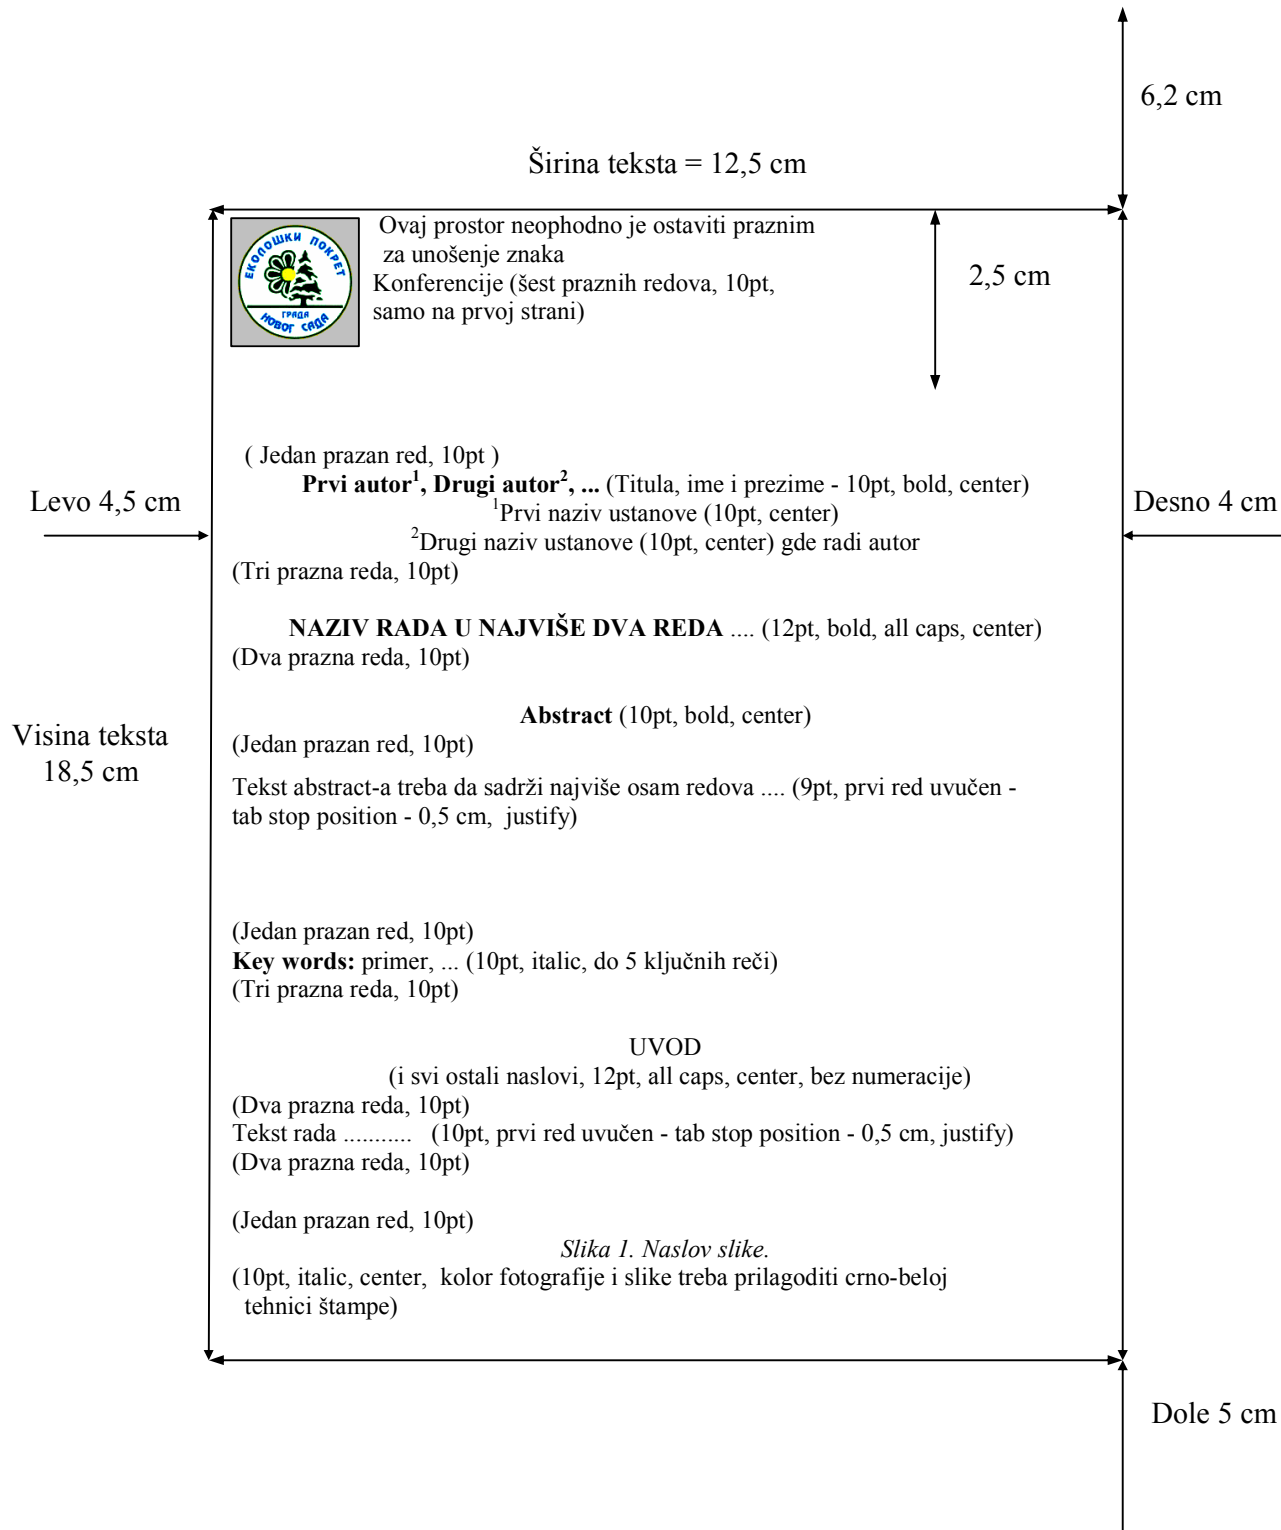 6,2 cm
Širina teksta = 12,5 cm
ЕКОЛОШКИ ПОКРЕТ
ГРАДА
НОВОГ САДА
Ovaj prostor neophodno je ostaviti praznim
za unošenje znaka
Konferencije (šest praznih redova, 10pt,
samo na prvoj strani)
2,5 cm
( Jedan prazan red, 10pt )
Prvi autor¹, Drugi autor², ... (Titula, ime i prezime - 10pt, bold, center)
¹Prvi naziv ustanove (10pt, center)
²Drugi naziv ustanove (10pt, center) gde radi autor
(Tri prazna reda, 10pt)
Levo 4,5 cm
Desno 4 cm
NAZIV RADA U NAJVIŠE DVA REDA .... (12pt, bold, all caps, center)
(Dva prazna reda, 10pt)
Abstract (10pt, bold, center)
(Jedan prazan red, 10pt)
Visina teksta
18,5 cm
Tekst abstract-a treba da sadrži najviše osam redova .... (9pt, prvi red uvučen -
tab stop position - 0,5 cm, justify)
(Jedan prazan red, 10pt)
Key words: primer, ... (10pt, italic, do 5 ključnih reči)
(Tri prazna reda, 10pt)
UVOD
(i svi ostali naslovi, 12pt, all caps, center, bez numeracije)
(Dva prazna reda, 10pt)
Tekst rada ........... (10pt, prvi red uvučen - tab stop position - 0,5 cm, justify)
(Dva prazna reda, 10pt)
(Jedan prazan red, 10pt)
Slika 1. Naslov slike.
(10pt, italic, center, kolor fotografije i slike treba prilagoditi crno-beloj
tehnici štampe)
Dole 5 cm